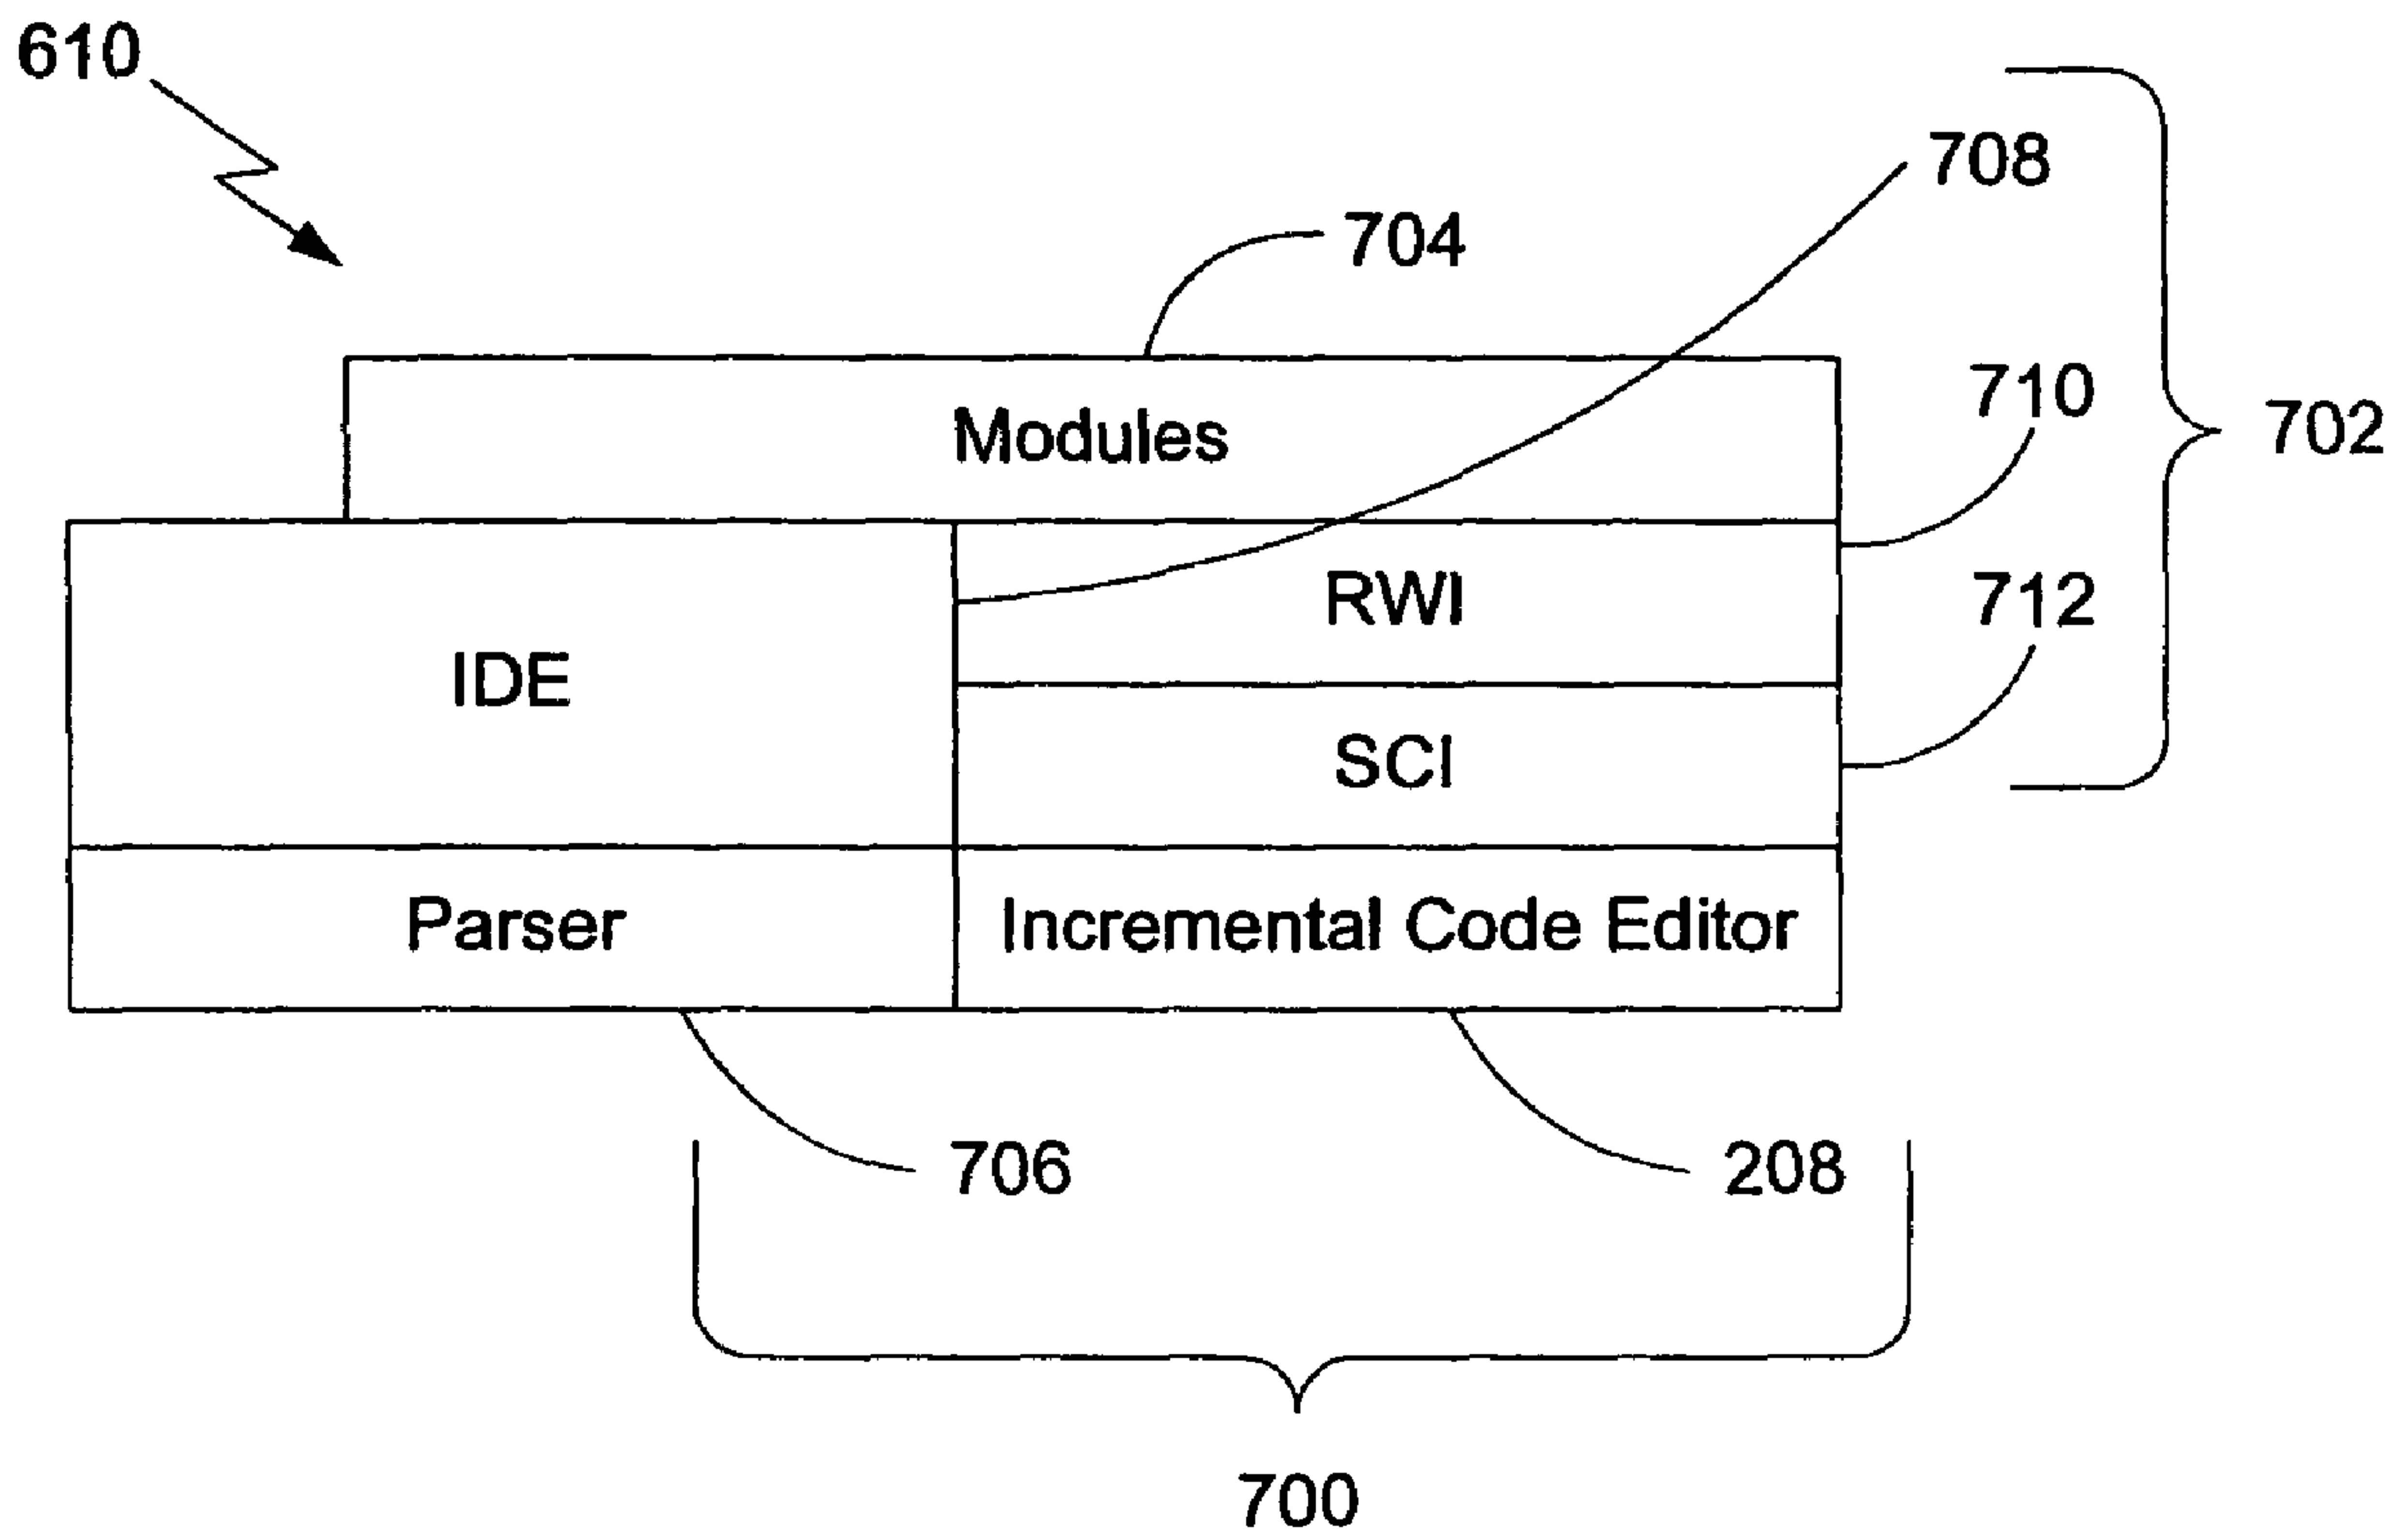 610
708
704
710
702
Modules
RWI
712
IDE
SCI
Parser
Incremental Code Editor
706
208
700